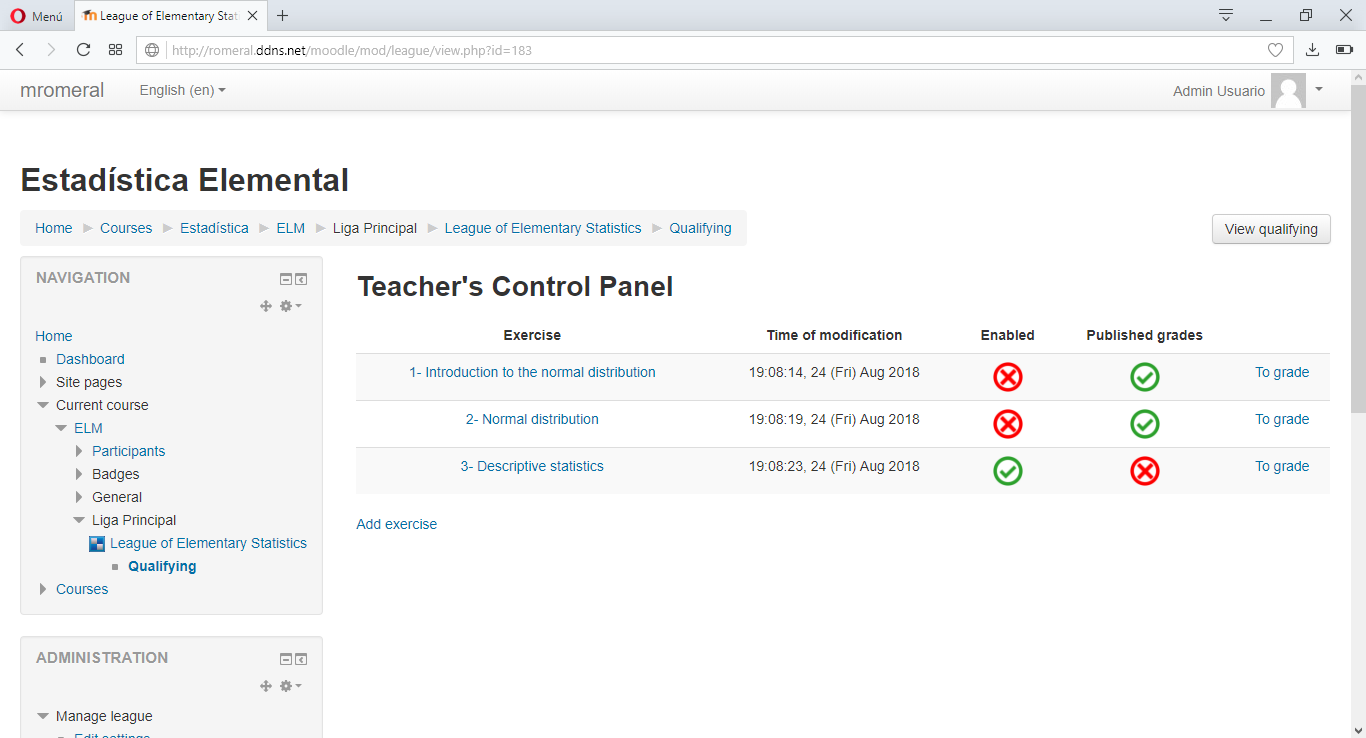 Menú
League of Elementary Stati
http://romeral.ddns.net/moodle/mod/league/view.php?id=183
mromeral
English (en)
Admin Usuario
Estadística Elemental
Home Courses Estadística ELM Liga Principal League of Elementary Statistics Qualifying
View qualifying
NAVIGATION
Home
Dashboard
Site pages
Current course
ELM
Participants
Badges
General
Liga Principal
League of Elementary Statistics
Qualifying
Courses
ADMINISTRATION
Manage league
Edit settings
Teacher's Control Panel
Exercise Time of modification Enabled Published grades
1- Introduction to the normal distribution 19:08:14, 24 (Fri) Aug 2018 To grade
2- Normal distribution 19:08:19, 24 (Fri) Aug 2018 To grade
3- Descriptive statistics 19:08:23, 24 (Fri) Aug 2018 To grade
Add exercise